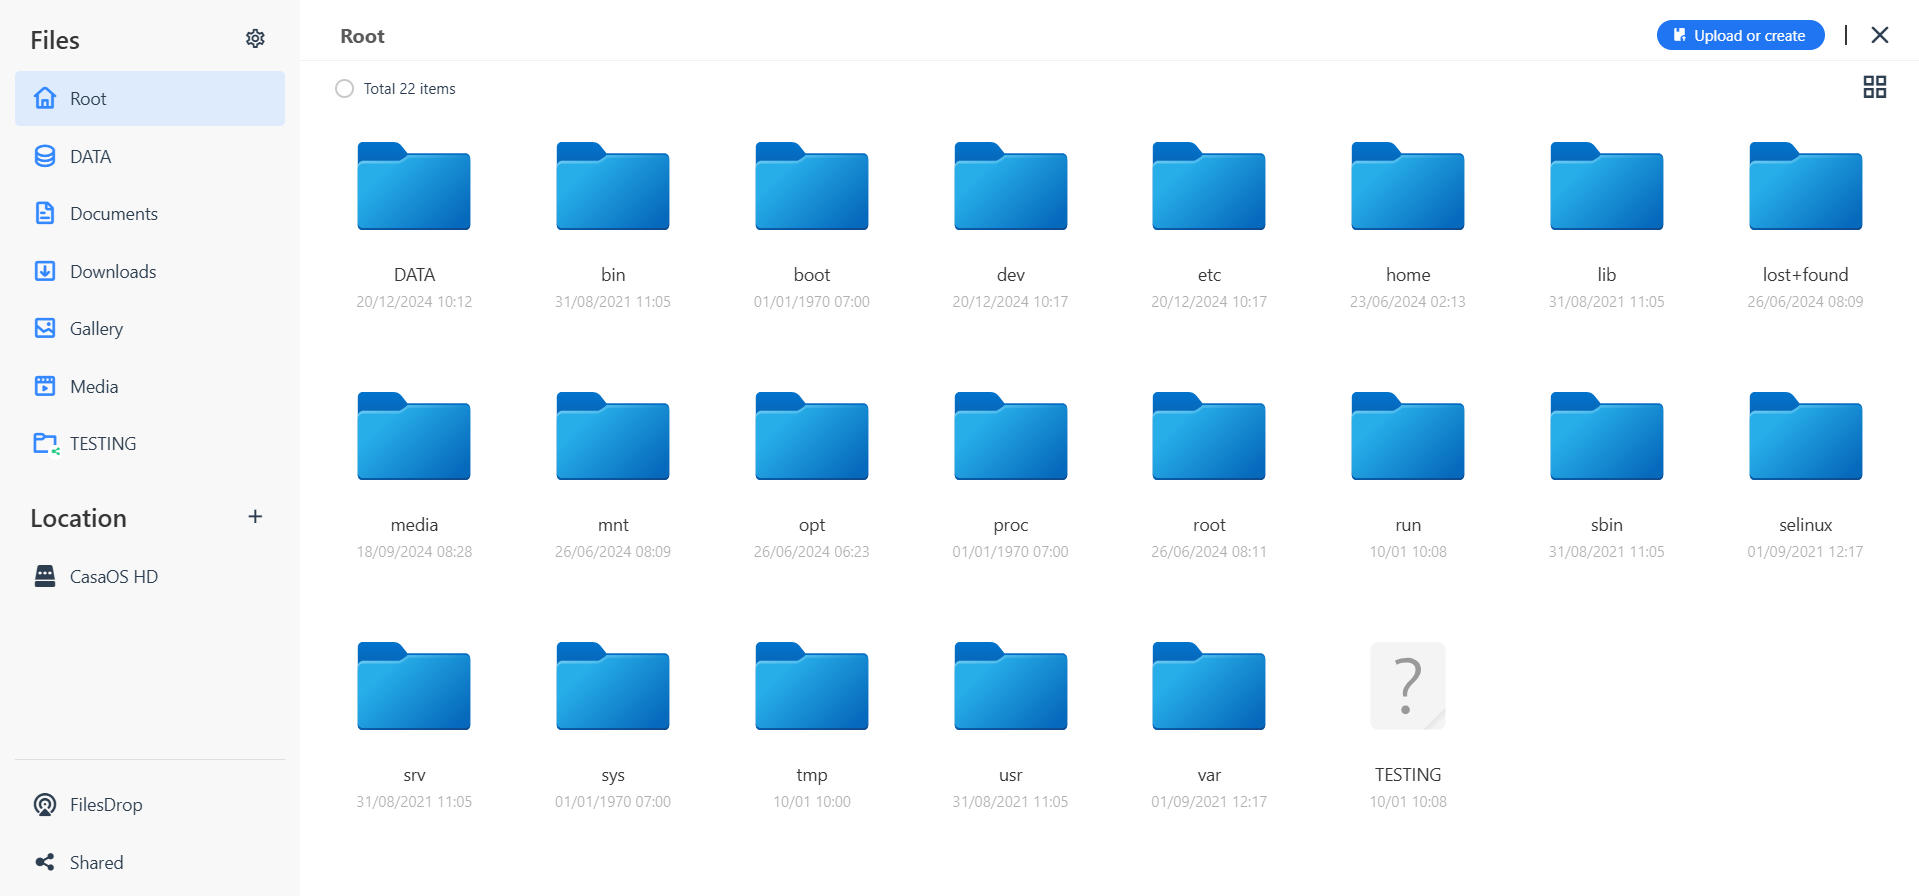 Files
Root
DATA
Documents
Downloads
Gallery
Media
TESTING
Location
CasaOS HD
FilesDrop
Shared
Root
Upload or create
Total 22 items
DATA bin boot dev etc home lib lost+found
20/12/2024 10:12 31/08/2021 11:05 01/01/1970 07:00 20/12/2024 10:17 20/12/2024 10:17 23/06/2024 02:13 31/08/2021 11:05 26/06/2024 08:09
media mnt opt proc root run sbin selinux
18/09/2024 08:28 26/06/2024 08:09 26/06/2024 06:23 01/01/1970 07:00 26/06/2024 08:11 10/01 10:08 31/08/2021 11:05 01/09/2021 12:17
srv sys tmp usr var TESTING
31/08/2021 11:05 01/01/1970 07:00 10/01 10:00 31/08/2021 11:05 01/09/2021 12:17 10/01 10:08